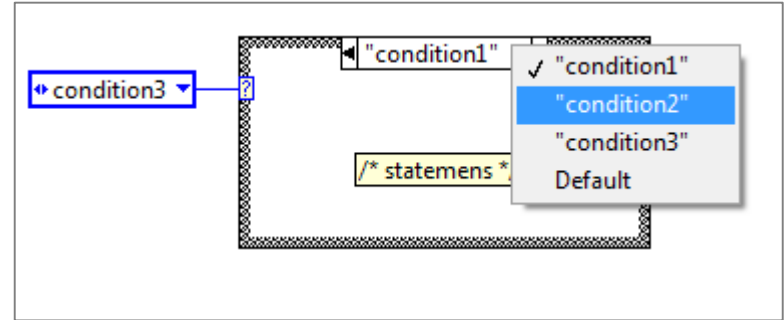 condition3
?
"condition1"
"condition1"
"condition2"
"condition3"
Default
/* statemens *